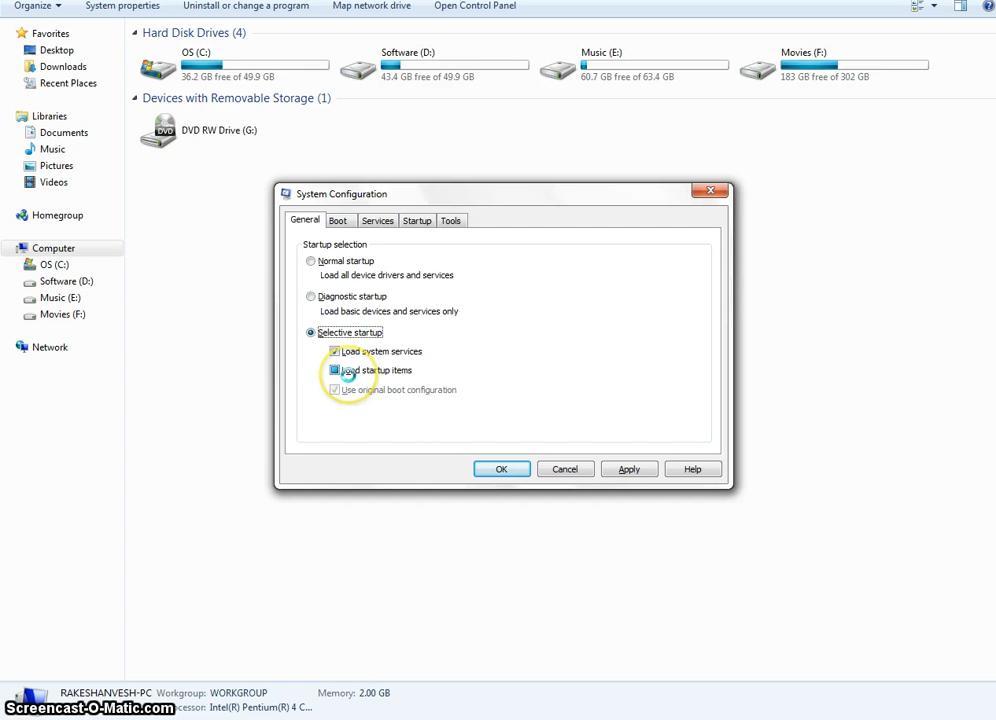 Organize System properties Uninstall or change a program Map network drive Open Control Panel
Favorites
Desktop
Downloads
Recent Places
Libraries
Documents
Music
Pictures
Videos
Homegroup
Computer
OS (C:)
Software (D:)
Music (E:)
Movies (F:)
Network
Hard Disk Drives (4)
OS (C:)
36.2 GB free of 49.9 GB
Software (D:)
43.4 GB free of 49.9 GB
Music (E:)
60.7 GB free of 63.4 GB
Movies (F:)
183 GB free of 302 GB
Devices with Removable Storage (1)
DVD
DVD RW Drive (G:)
System Configuration
General Boot Services Startup Tools
Startup selection
Normal startup
Load all device drivers and services
Diagnostic startup
Load basic devices and services only
Selective startup
Load system services
Load startup items
Use original boot configuration
OK Cancel Apply Help
RAKESHANVESH-PC Workgroup: WORKGROUP Memory: 2.00 GB
Intel(R) Pentium(R) 4 C...
Screencast-O-Matic.com